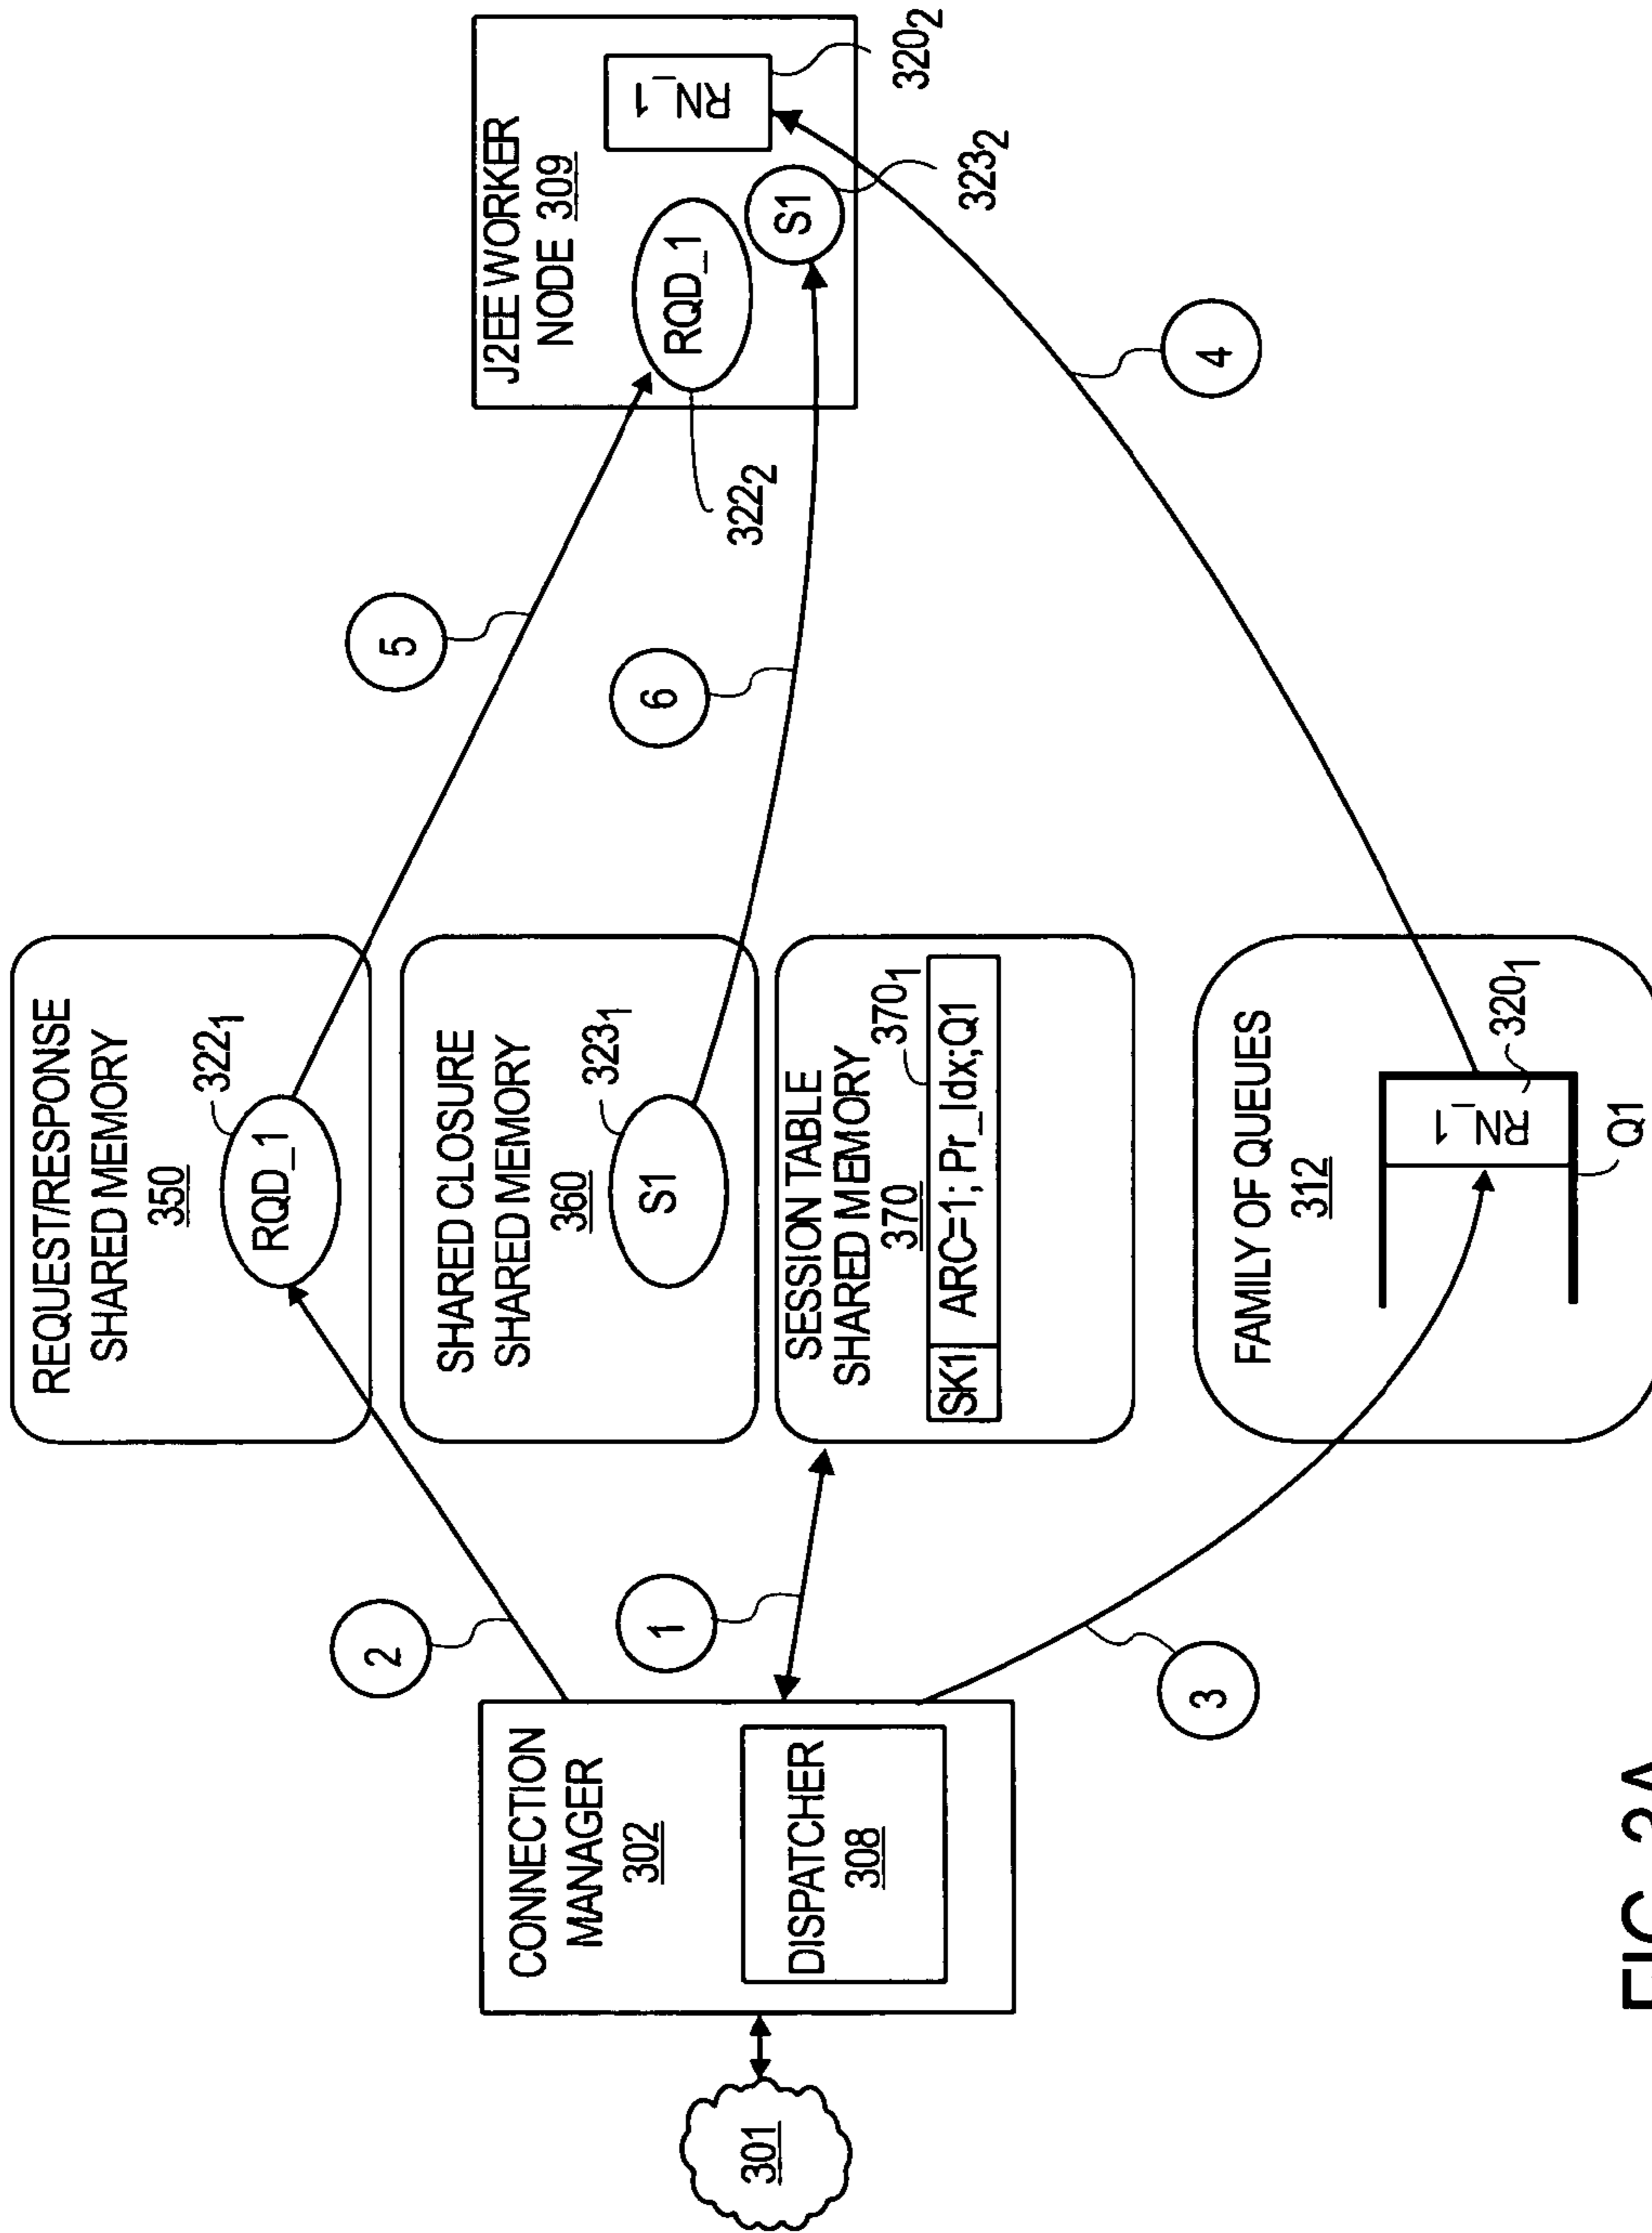 301
CONNECTION
MANAGER
302
DISPATCHER
308
2
1
3
REQUEST/RESPONSE
SHARED MEMORY
350
322₁
RQD_1
SHARED CLOSURE
SHARED MEMORY
360
323₁
S1
SESSION TABLE
SHARED MEMORY
370
370₁
SK1 ARC=1; Pr_Idx;Q1
FAMILY OF QUEUES
312
RN_1
320₁
Q1
5
6
4
J2EE WORKER
NODE 309
RQD_1
RN_1
S1
322₂
323₂
320₂